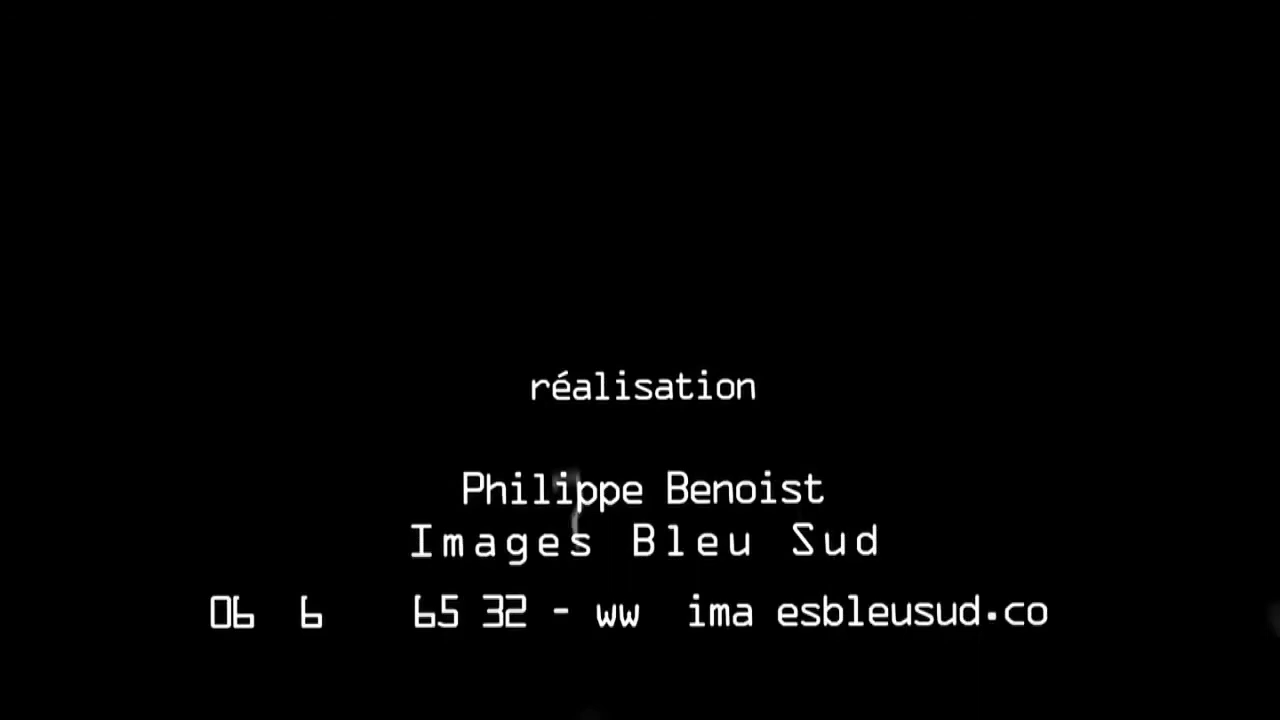 réalisation
Philippe Benoist
Images Bleu Sud
06 6 65 32 - ww ima esbleusud.co